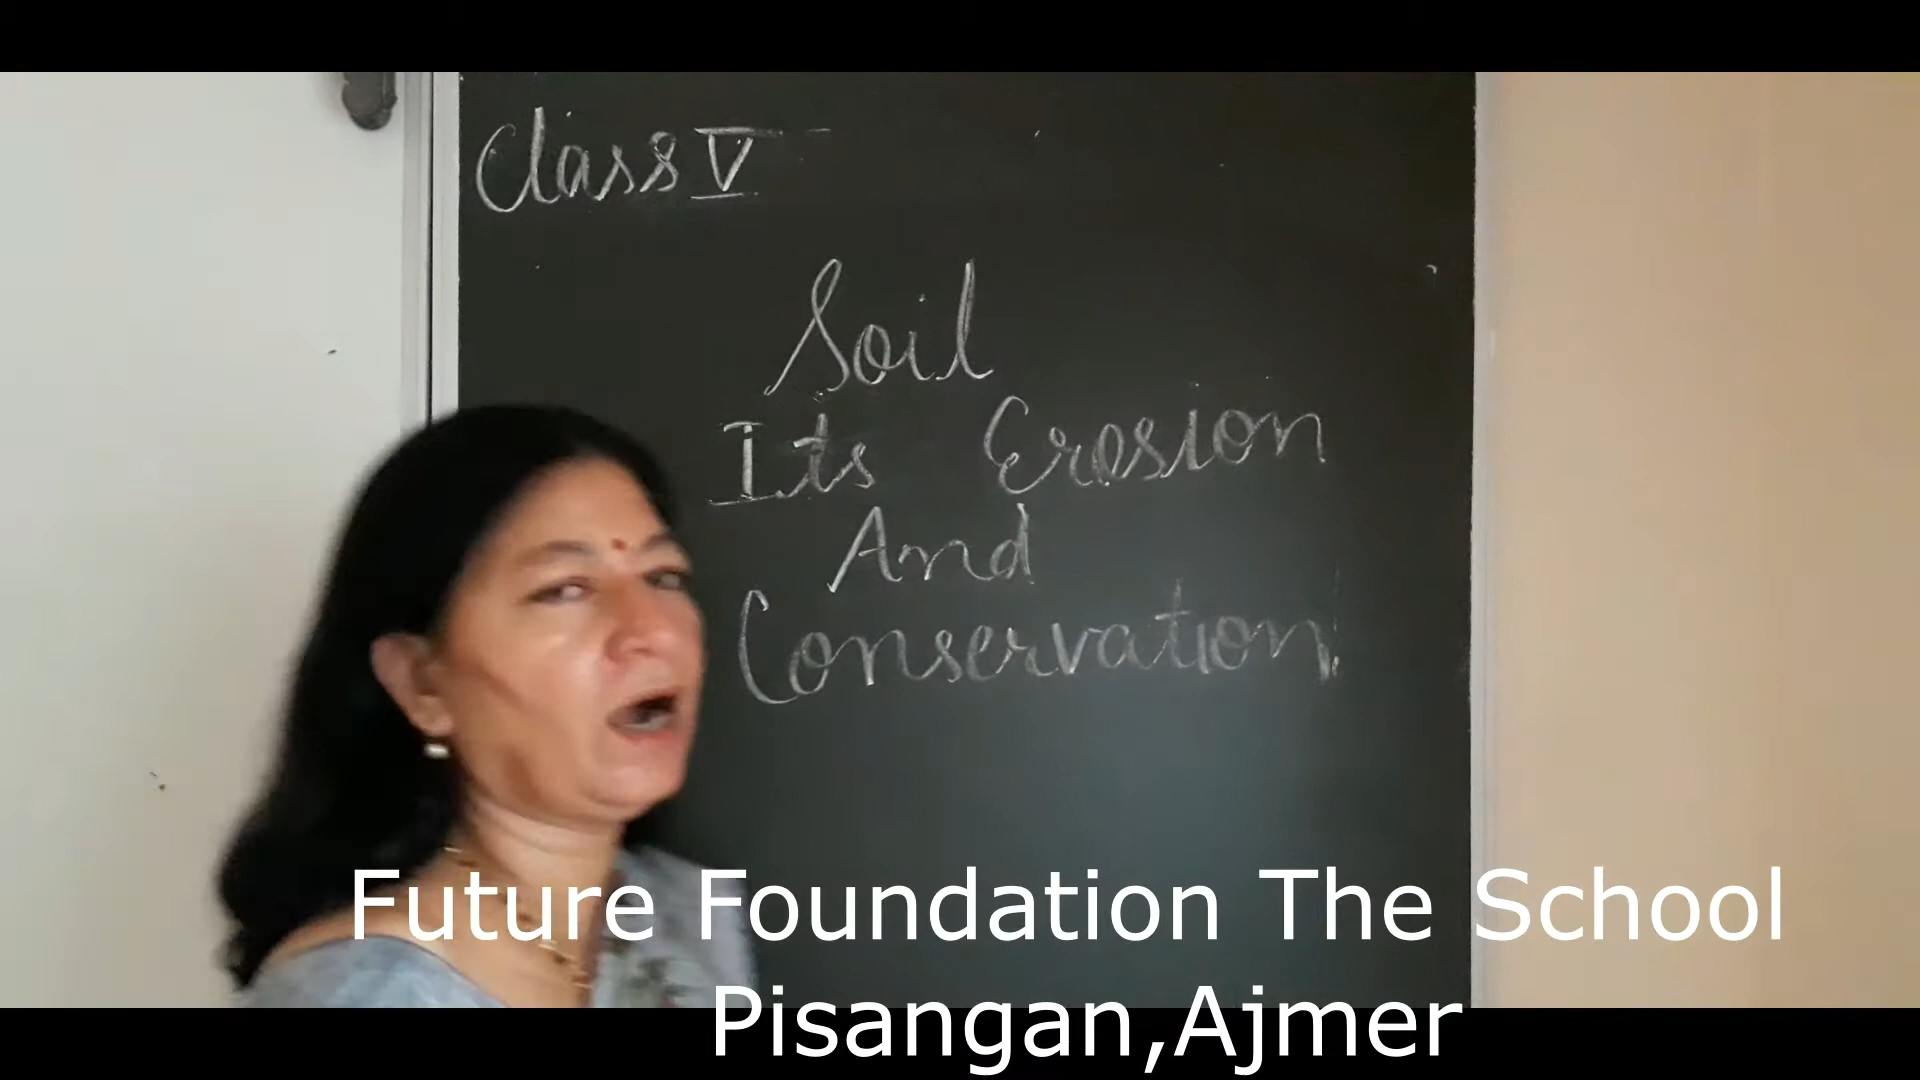 Class V
Soil
Its Erosion
And
Conservation
Future Foundation The School
Pisangan,Ajmer